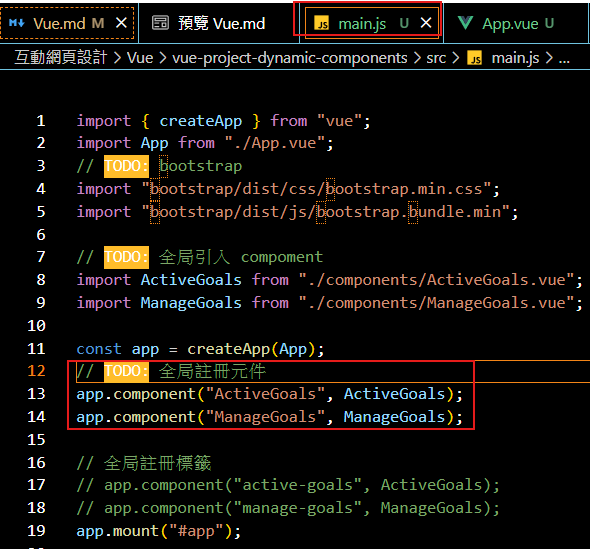 Vue.md M
預覽 Vue.md
JS main.js U
App.vue U
互動網頁設計 > Vue > vue-project-dynamic-components > src > JS main.js > ...
1 import { createApp } from "vue";
2 import App from "./App.vue";
3 // TODO: bootstrap
4 import "bootstrap/dist/css/bootstrap.min.css";
5 import "bootstrap/dist/js/bootstrap.bundle.min";
6
7 // TODO: 全局引入 compoment
8 import ActiveGoals from "./components/ActiveGoals.vue";
9 import ManageGoals from "./components/ManageGoals.vue";
10
11 const app = createApp(App);
12 // TODO: 全局註冊元件
13 app.component("ActiveGoals", ActiveGoals);
14 app.component("ManageGoals", ManageGoals);
15
16 // 全局註冊標籤
17 // app.component("active-goals", ActiveGoals);
18 // app.component("manage-goals", ManageGoals);
19 app.mount("#app");